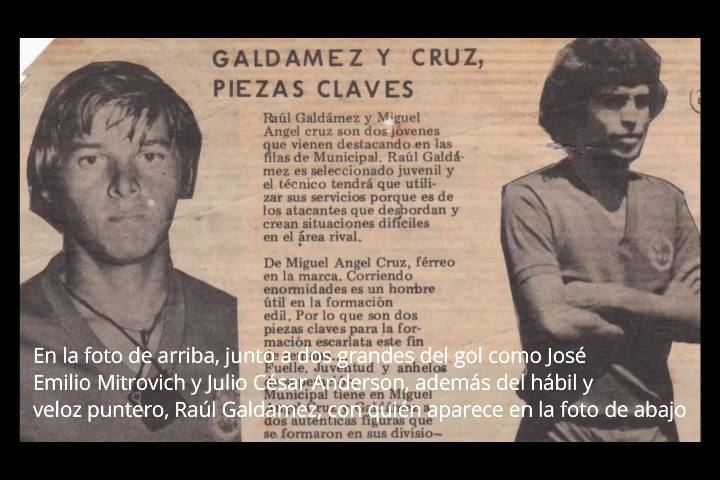 GALDAMEZ Y CRUZ,
PIEZAS CLAVES
Raúl Galdámez y Miguel
Angel cruz son dos jóvenes
que vienen destacando en las
filas de Municipal. Raúl Galdá-
mez es seleccionado juvenil y
el técnico tendrá que utili-
zar sus servicios porque es de
los atacantes que desbordan y
crean situaciones difíciles
en el área rival.
De Miguel Angel Cruz, férreo
en la marca. Corriendo
enormidades es un hombre
útil en la formación
edil. Por lo que son dos
piezas claves para la for-
mación escarlata este fin
Fuelle. Juventud y anhelos
Municipal tiene en Miguel
dos auténticas figuras que
se formaron en sus divisio-
En la foto de arriba, junto a dos grandes del gol como José
Emilio Mitrovich y Julio César Anderson, además del hábil y
veloz puntero, Raúl Galdámez, con quién aparece en la foto de abajo